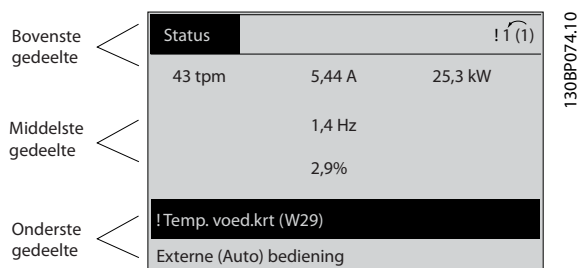 Bovenste
gedeelte
Status
!1(1)
43 tpm 5,44 A 25,3 kW
Middelste
gedeelte
1,4 Hz
2,9%
Onderste
gedeelte
!Temp. voed.krt (W29)
Externe (Auto) bediening
130BP074.10